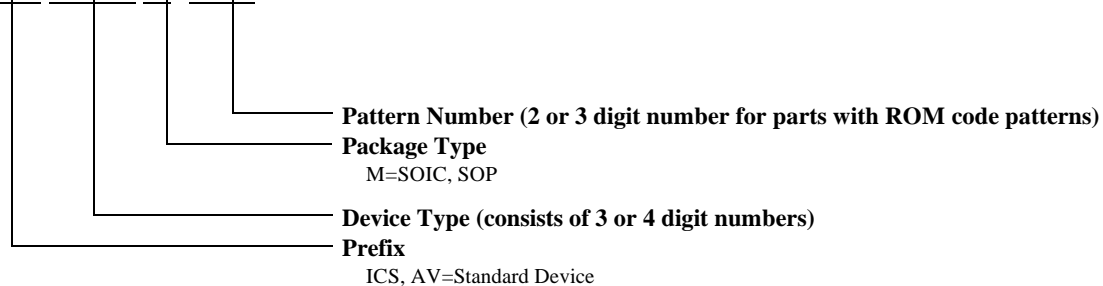 Pattern Number (2 or 3 digit number for parts with ROM code patterns)
Package Type
M=SOIC, SOP
Device Type (consists of 3 or 4 digit numbers)
Prefix
ICS, AV=Standard Device